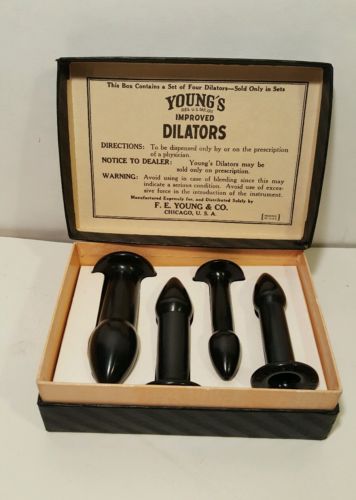 This Box Contains a Set of Four Dilators—Sold Only in Sets
YOUNG'S
REG. U.S. PAT. OFF.
IMPROVED
DILATORS
DIRECTIONS: To be dispensed only by or on the prescription
of a physician.
NOTICE TO DEALER: Young's Dilators may be
sold only on prescription.
WARNING: Avoid using in case of bleeding since this may
indicate a serious condition. Avoid use of exces-
sive force in the introduction of the instrument.
Manufactured Expressly for, and Distributed Solely by
F. E. YOUNG & CO.
CHICAGO, U. S. A.